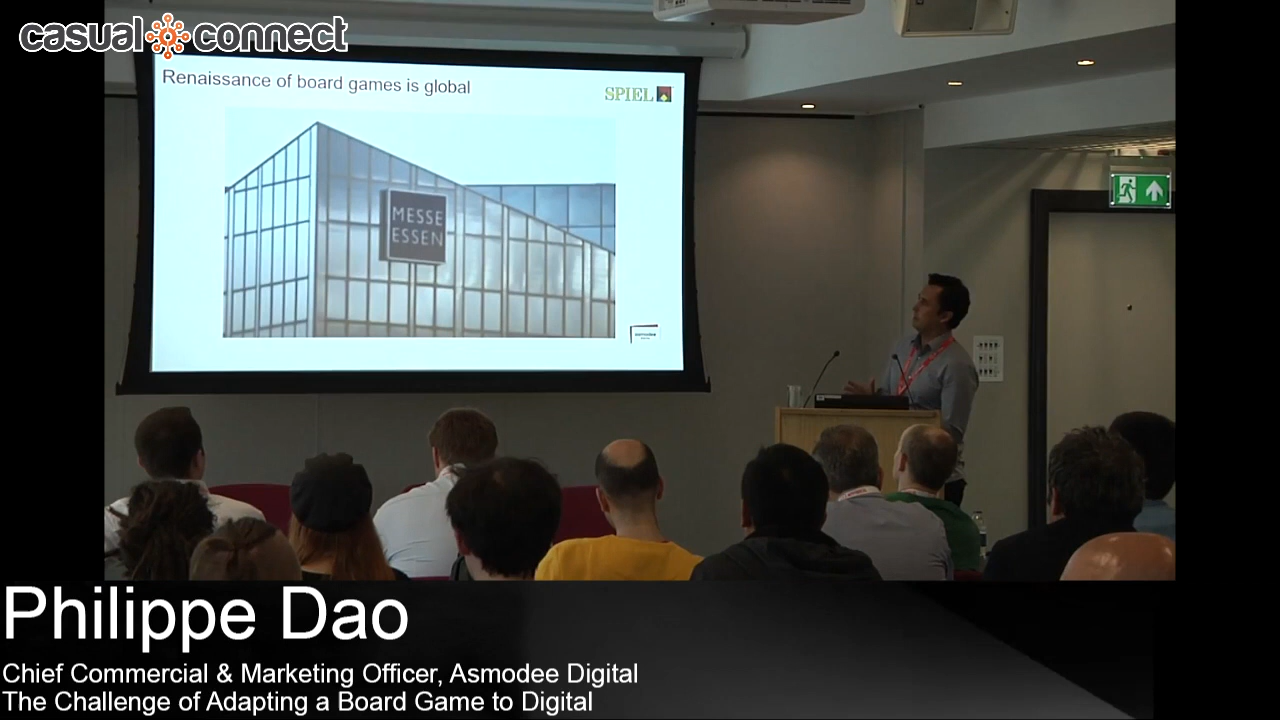 casual connect
Renaissance of board games is global
SPIEL
MESSE
ESSEN
asmodee
Philippe Dao
Chief Commercial & Marketing Officer, Asmodee Digital
The Challenge of Adapting a Board Game to Digital